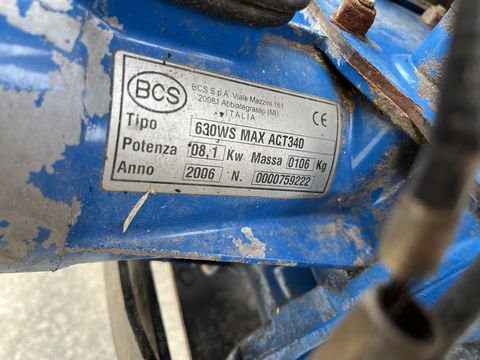 BCS
BCS S.p.A. Viale Mazzini 161
20081 Abbiategrasso (MI)
ITALIA
CE
Tipo 630WS MAX ACT340
Potenza 08,1 Kw Massa 0106 Kg
Anno 2006 N. 0000759222